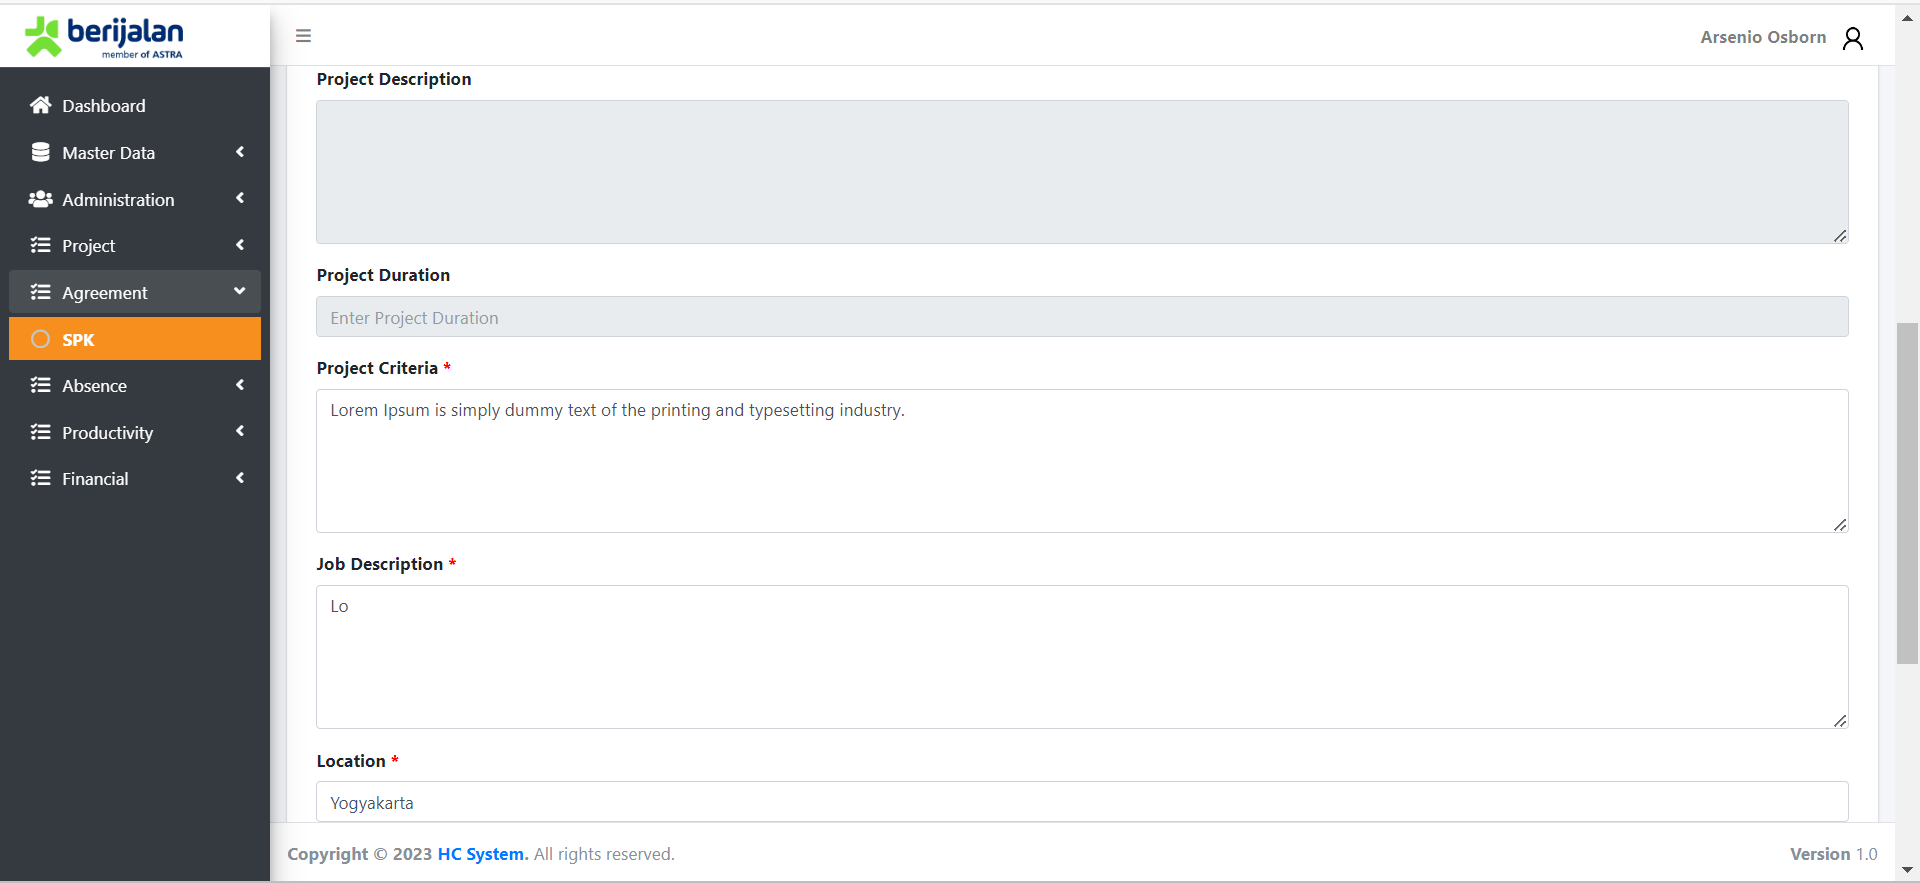 berijalan
member of ASTRA
Arsenio Osborn
Dashboard
Master Data
Administration
Project
Agreement
SPK
Absence
Productivity
Financial
Project Description
Project Duration
Enter Project Duration
Project Criteria *
Lorem Ipsum is simply dummy text of the printing and typesetting industry.
Job Description *
Lo
Location *
Yogyakarta
Copyright © 2023 HC System. All rights reserved.
Version 1.0